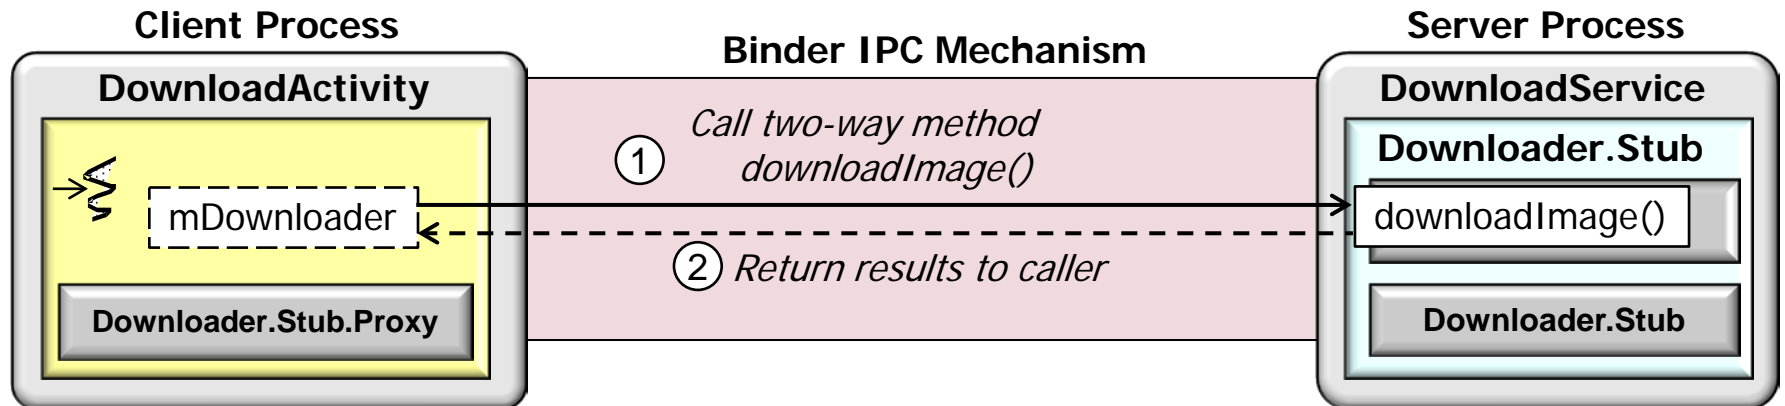 Client Process
DownloadActivity
mDownloader
Downloader.Stub.Proxy
Binder IPC Mechanism
1
Call two-way method
downloadImage()
2 Return results to caller
Server Process
DownloadService
Downloader.Stub
downloadImage()
Downloader.Stub